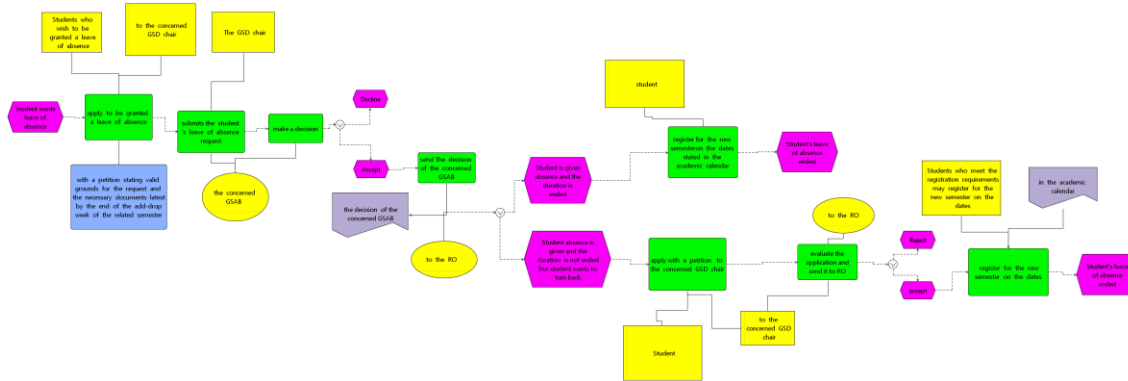 Students who
wish to be
granted a leave
of absence
to the concerned
GSD chair
The GSD chair
Student wants
leave of
absence
apply to be granted
a leave of absence
submits the student
's leave of absence
request
make a decision
Decline
Accept
with a petition stating valid
grounds for the request and
the necessary documents latest
by the end of the add-drop
week of the related semester
the concerned
GSAB
send The decision
of the concerned
GSAB
the decision of the
concerned GSAB
to the RO
student
register for the new
semesteron the dates
stated in the
academic calendar
Student's leave
of absence
ended
Student is given
absence and the
duration is
ended
Student absence is
given and the
duration is not ended
but student wants to
turn back
apply with a petition to
the concerned GSD chair
Student
to the
concerned GSD
chair
to the RO
evaluate the
application and
send it to RO
Reject
accept
Students who meet the
registration requirements
may register for the
new semester on the
dates
in the academic
calendar
register for the new
semester on the dates
Student's leave
of absence
ended